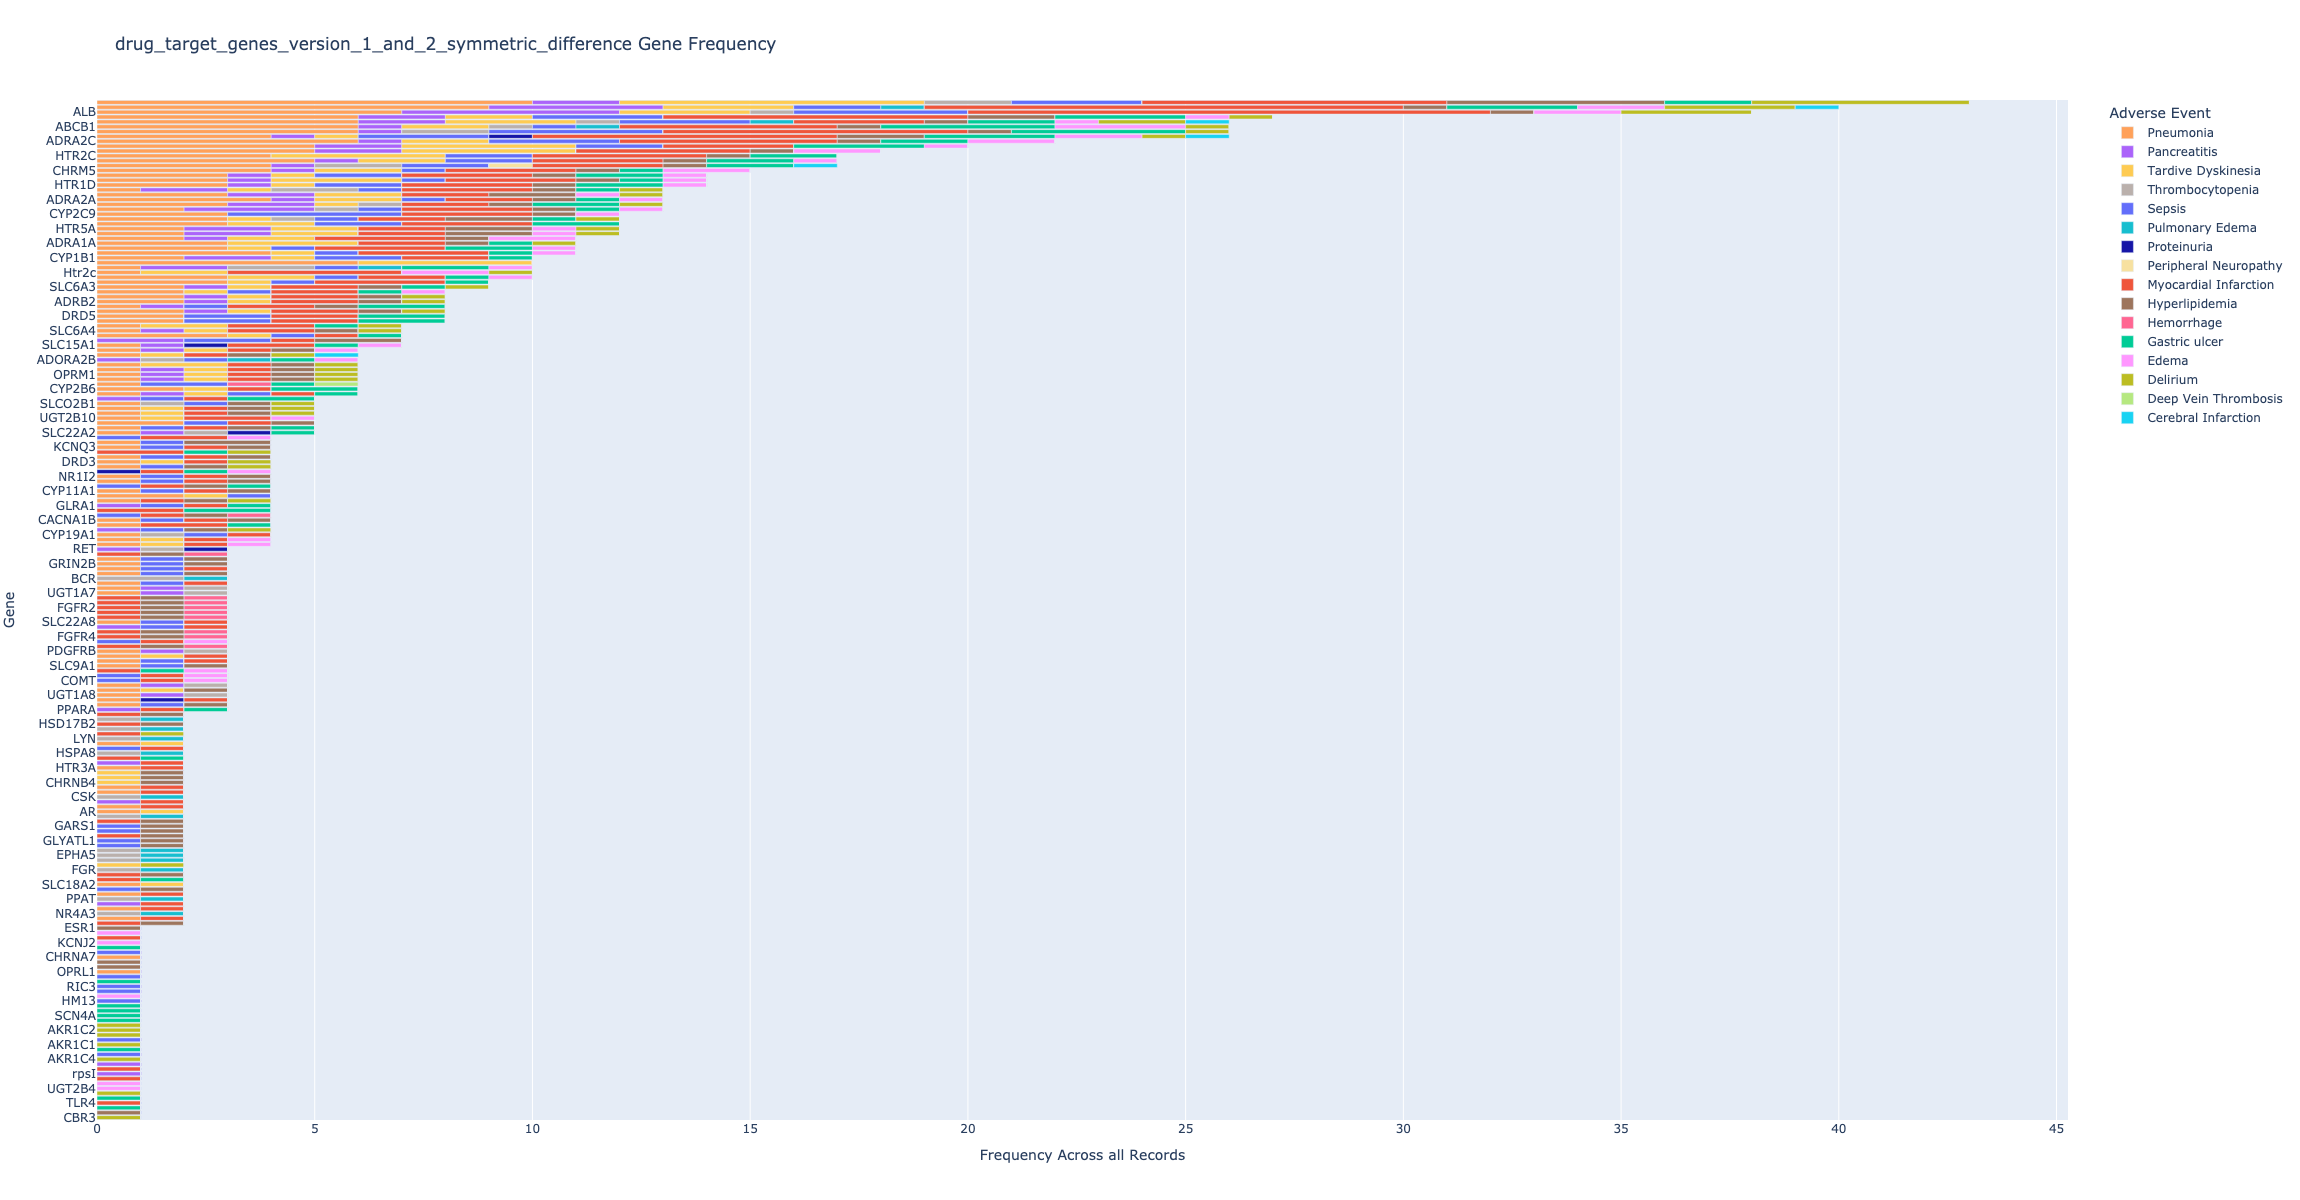 drug_target_genes_version_1_and_2_symmetric_difference Gene Frequency
Adverse Event
Pneumonia
Pancreatitis
Tardive Dyskinesia
Thrombocytopenia
Sepsis
Pulmonary Edema
Proteinuria
Peripheral Neuropathy
Myocardial Infarction
Hyperlipidemia
Hemorrhage
Gastric ulcer
Edema
Delirium
Deep Vein Thrombosis
Cerebral Infarction
Gene
ALB
ABCB1
ADRA2C
HTR2C
CHRM5
HTR1D
ADRA2A
CYP2C9
HTR5A
ADRA1A
CYP1B1
Htr2c
SLC6A3
ADRB2
DRD5
SLC6A4
SLC15A1
ADORA2B
OPRM1
CYP2B6
SLCO2B1
UGT2B10
SLC22A2
KCNQ3
DRD3
NR1I2
CYP11A1
GLRA1
CACNA1B
CYP19A1
RET
GRIN2B
BCR
UGT1A7
FGFR2
SLC22A8
FGFR4
PDGFRB
SLC9A1
COMT
UGT1A8
PPARA
HSD17B2
LYN
HSPA8
HTR3A
CHRNB4
CSK
AR
GARS1
GLYATL1
EPHA5
FGR
SLC18A2
PPAT
NR4A3
ESR1
KCNJ2
CHRNA7
OPRL1
RIC3
HM13
SCN4A
AKR1C2
AKR1C1
AKR1C4
rpsI
UGT2B4
TLR4
CBR3
0 5 10 15 20 25 30 35 40 45
Frequency Across all Records